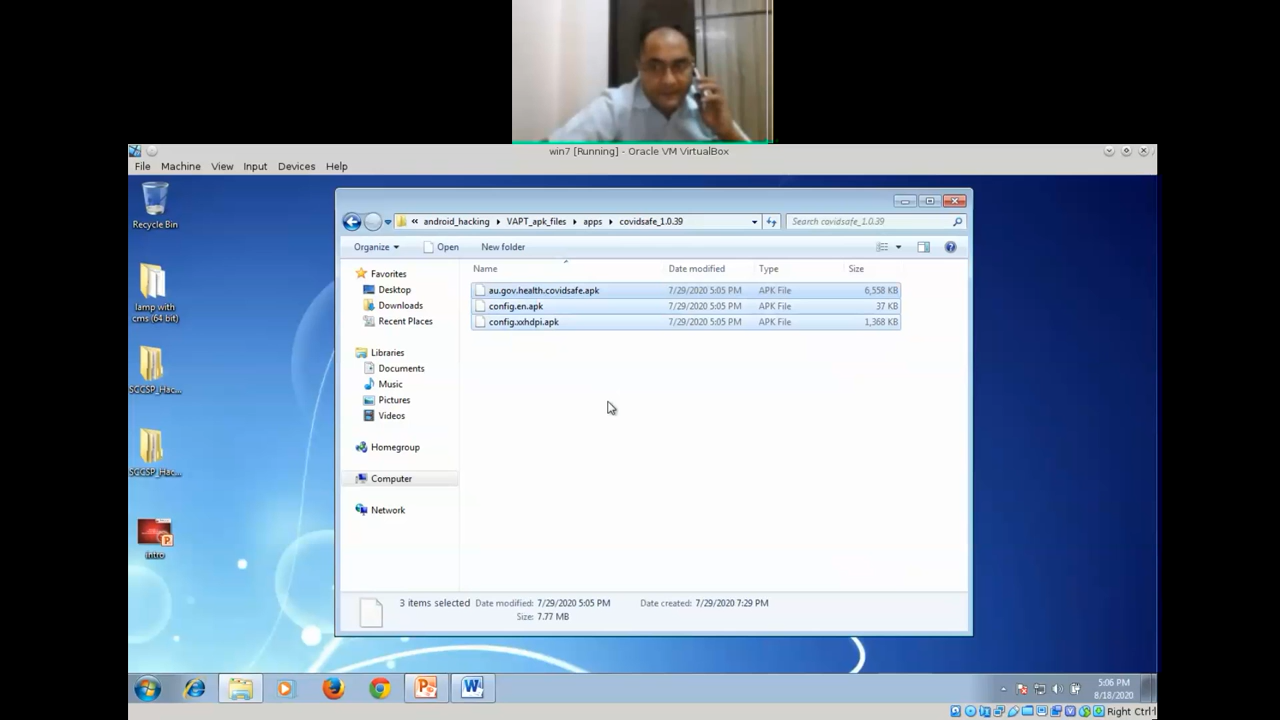 win7 [Running] - Oracle VM VirtualBox
File Machine View Input Devices Help
Recycle Bin
lamp with
cms (64 bit)
SCCSP_Hac...
SCCSP_Hac...
intro
« android_hacking VAPT_apk_files apps covidsafe_1.0.39
Search covidsafe_1.0.39
Organize Open New folder
Favorites
Desktop
Downloads
Recent Places
Libraries
Documents
Music
Pictures
Videos
Homegroup
Computer
Network
Name Date modified Type Size
au.gov.health.covidsafe.apk 7/29/2020 5:05 PM APK File 6,558 KB
config.en.apk 7/29/2020 5:05 PM APK File 37 KB
config.xxhdpi.apk 7/29/2020 5:05 PM APK File 1,368 KB
3 items selected Date modified: 7/29/2020 5:05 PM Date created: 7/29/2020 7:29 PM
Size: 7.77 MB
5:06 PM
8/18/2020
Right Ctrl